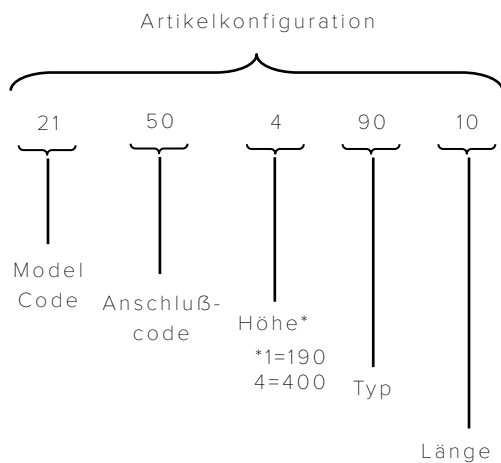 Artikelkonfiguration
21 50 4 90 10
Model
Code
Anschluß-
code
Höhe*
*1=190
4=400
Typ
Länge